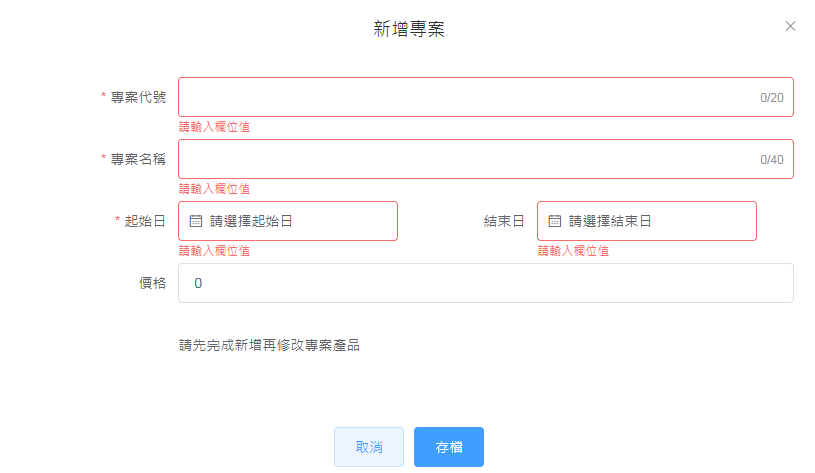 新增專案
* 專案代號 0/20
請輸入欄位值
* 專案名稱 0/40
請輸入欄位值
* 起始日 請選擇起始日 結束日 請選擇結束日
請輸入欄位值 請輸入欄位值
價格 0
請先完成新增再修改專案產品
取消 存檔